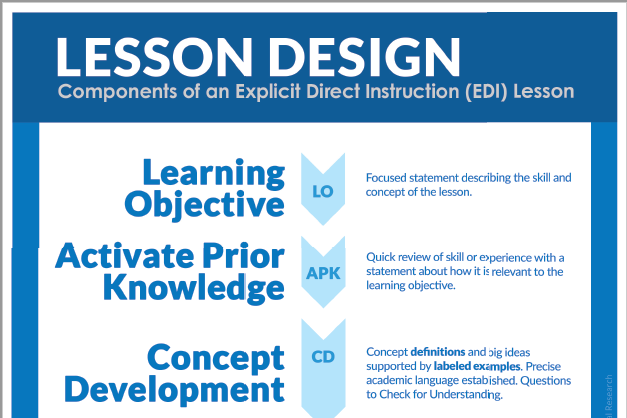 LESSON DESIGN
Components of an Explicit Direct Instruction (EDI) Lesson
Learning
Objective
LO
Focused statement describing the skill and
concept of the lesson.
Activate Prior
Knowledge
APK
Quick review of skill or experience with a
statement about how it is relevant to the
learning objective.
Concept
Development
CD
Concept definitions and big ideas
supported by labeled examples. Precise
academic language established. Questions
to Check for Understanding.
Research